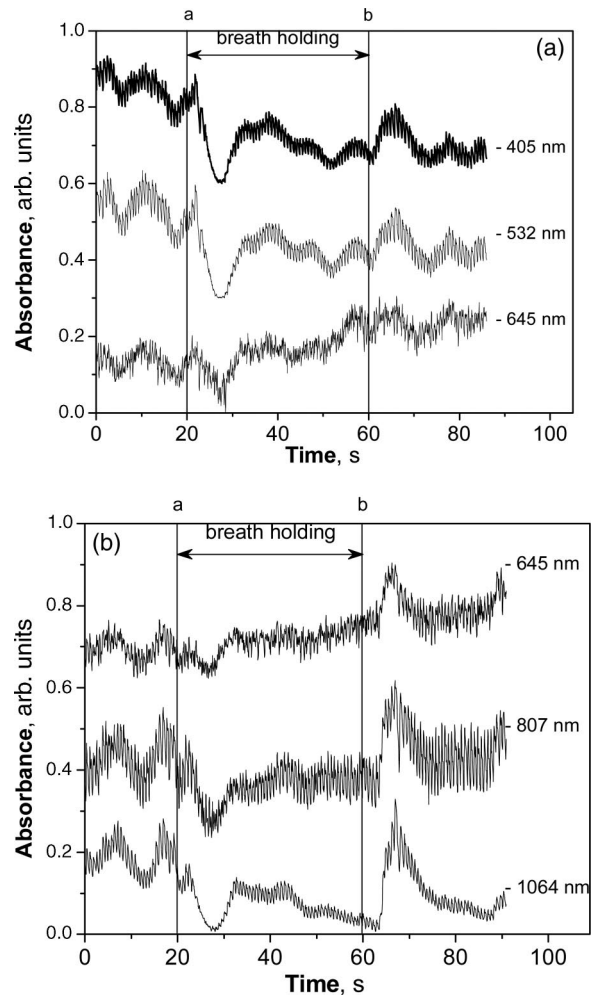 a
b
breath holding
(a)
1.0
0.8
0.6
0.4
0.2
0.0
Absorbance, arb. units
- 405 nm
- 532 nm
- 645 nm
0
20
40
60
80
100
Time, s
a
b
breath holding
(b)
1.0
0.8
0.6
0.4
0.2
0.0
Absorbance, arb. units
- 645 nm
- 807 nm
- 1064 nm
0
20
40
60
80
100
Time, s